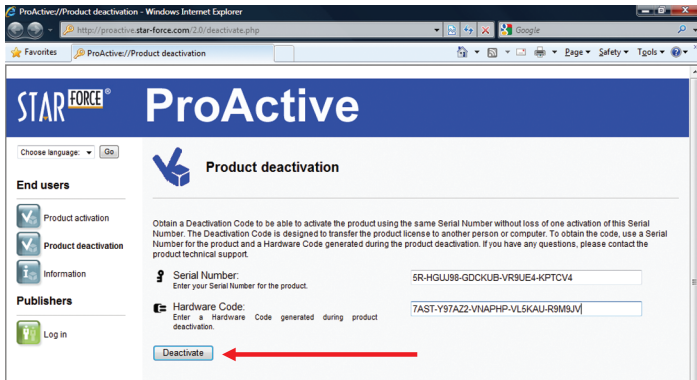 ProActive://Product deactivation - Windows Internet Explorer
http://proactive.star-force.com/2.0/deactivate.php
Google
Favorites
ProActive://Product deactivation
Page
Safety
Tools
STAR FORCE®
ProActive
Choose language:
Go
Product deactivation
End users
Product activation
Product deactivation
Information
Publishers
Log in
Obtain a Deactivation Code to be able to activate the product using the same Serial Number without loss of one activation of this Serial
Number. The Deactivation Code is designed to transfer the product license to another person or computer. To obtain the code, use a Serial
Number for the product and a Hardware Code generated during the product deactivation. If you have any questions, please contact the
product technical support.
Serial Number:
Enter your Serial Number for the product.
5R-HGUJ98-GDCKUB-VR9UE4-KPTCV4
Hardware Code:
Enter a Hardware Code generated during product
deactivation.
7AST-Y97AZ2-VNAPHP-VL5KAU-R9M9JV
Deactivate